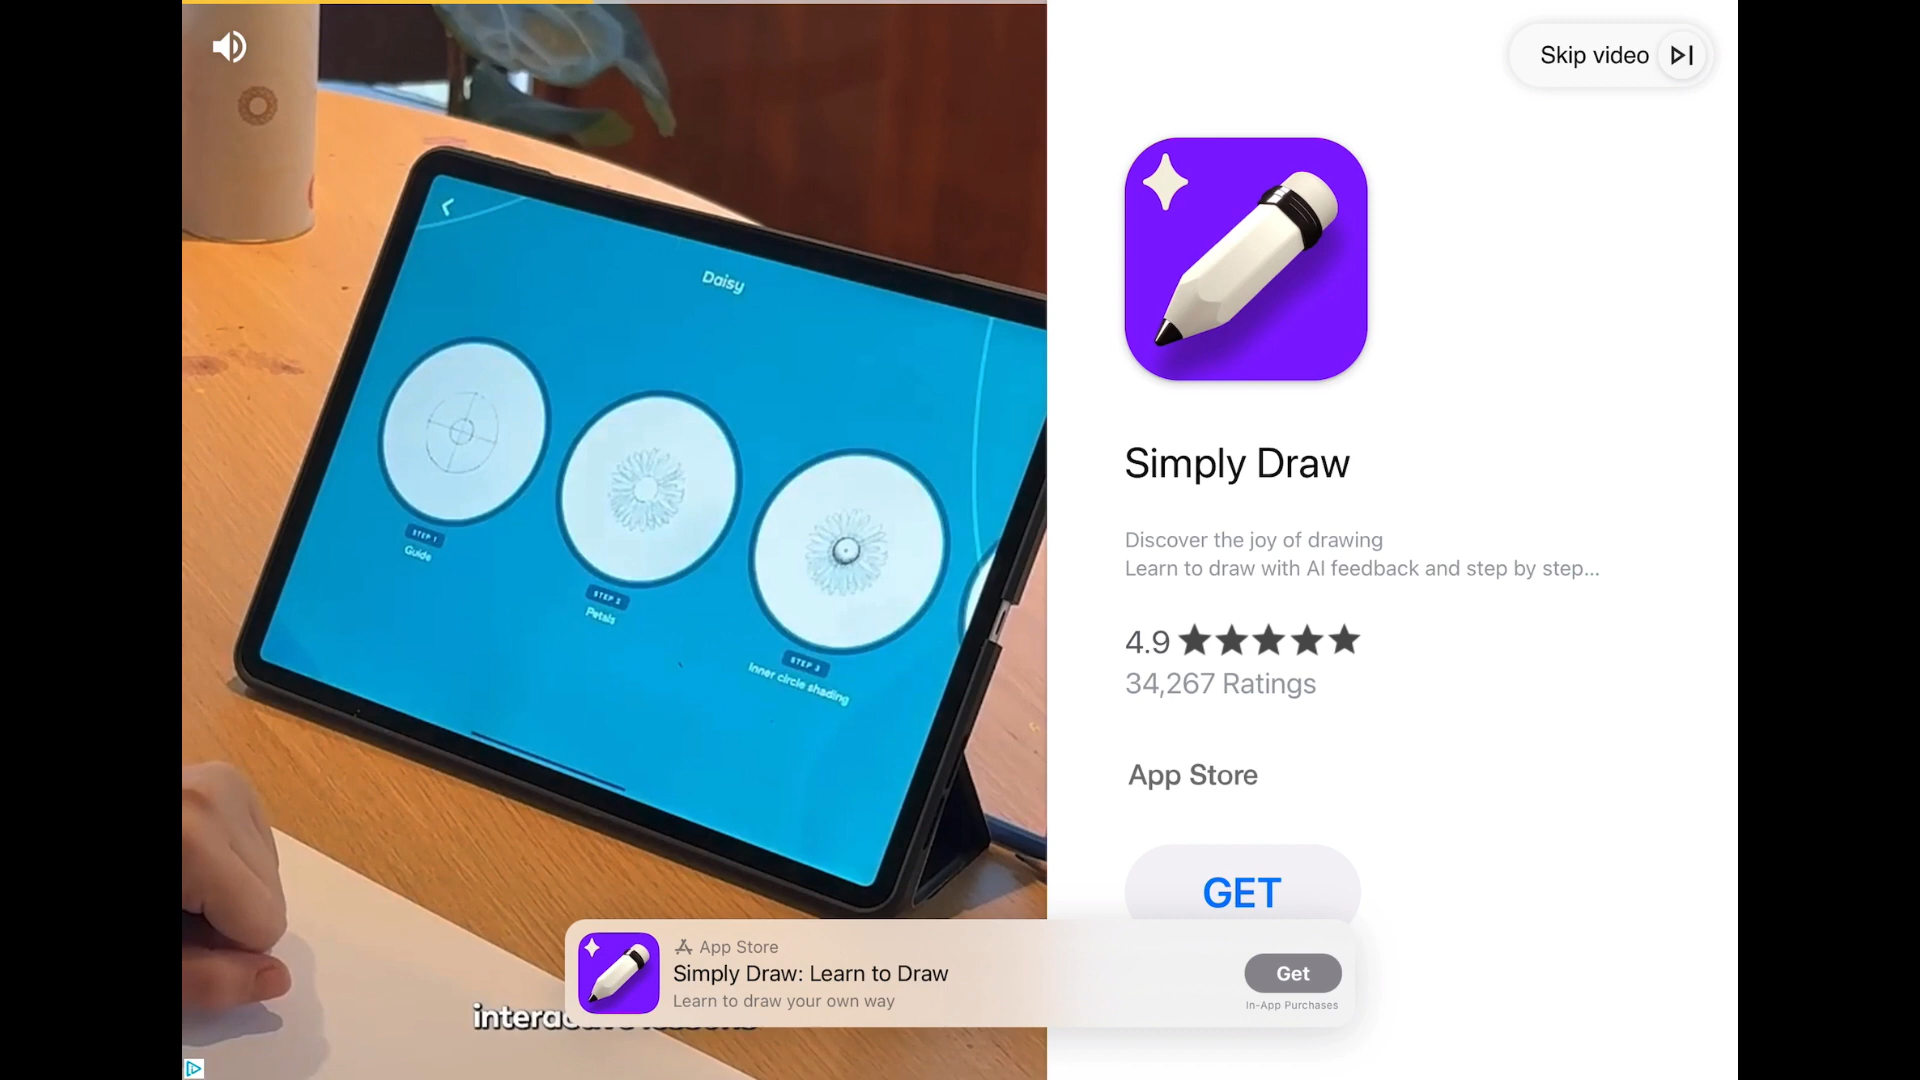 Skip video
Daisy
STEP 1
Guide
STEP 2
Petals
STEP 3
Inner circle shading
Simply Draw
Discover the joy of drawing
Learn to draw with AI feedback and step by step...
4.9
34,267 Ratings
App Store
GET
App Store
Simply Draw: Learn to Draw
Learn to draw your own way
Get
In-App Purchases